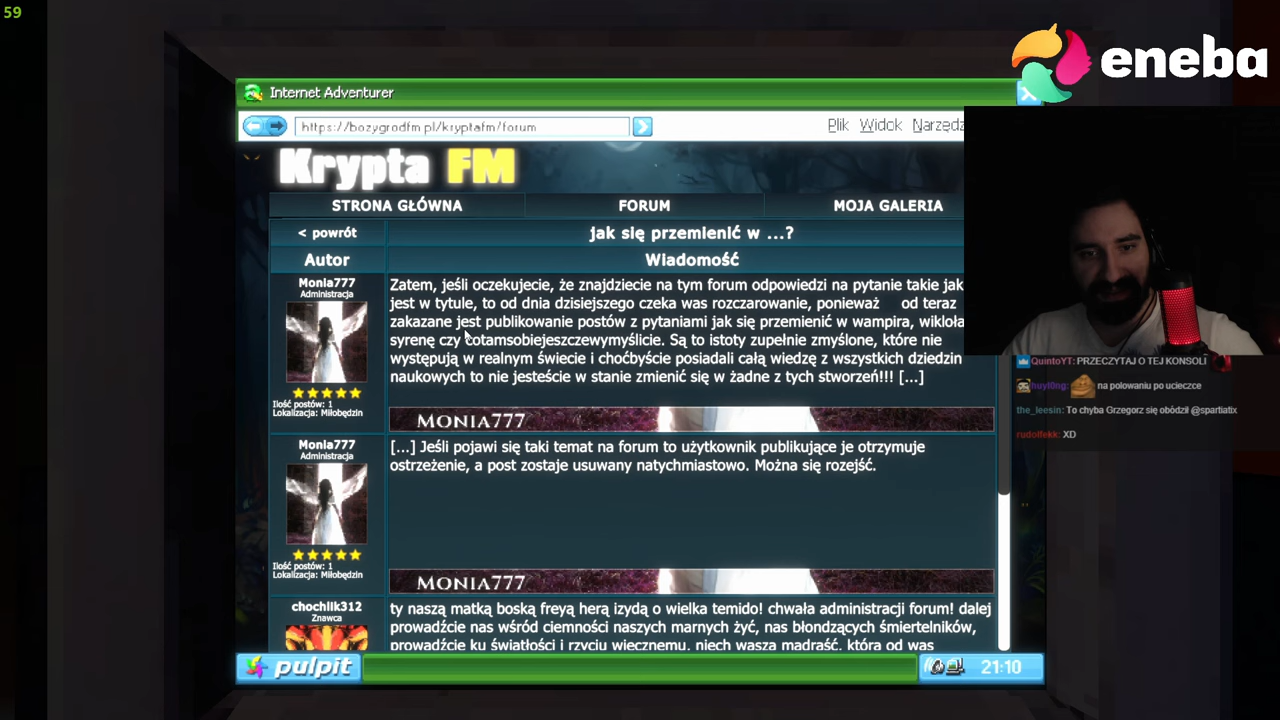 59
eneba
Internet Adventurer
https://bozygrodfm.pl/kryptafm/forum
Plik Widok Narzędz
Krypta FM
STRONA GŁÓWNA FORUM MOJA GALERIA
< powrót jak się przemienić w ...?
Autor Wiadomość
Monia777
Administracja
Zatem, jeśli oczekujecie, że znajdziecie na tym forum odpowiedzi na pytanie takie jak
jest w tytule, to od dnia dzisiejszego czeka was rozczarowanie, ponieważ od teraz
zakazane jest publikowanie postów z pytaniami jak się przemienić w wampira, wikłoła
syrenę czy cotamsobiejeszczewymyślicie. Są to istoty zupełnie zmyślone, które nie
występują w realnym świecie i choćbyście posiadali całą wiedzę z wszystkich dziedzin
naukowych to nie jesteście w stanie zmienić się w żadne z tych stworzeń!!! [...]
Ilość postów: 1
Lokalizacja: Miłobędzin
MONIA777
Monia777
Administracja
[...] Jeśli pojawi się taki temat na forum to użytkownik publikujące je otrzymuje
ostrzeżenie, a post zostaje usuwany natychmiastowo. Można się rozejść.
Ilość postów: 1
Lokalizacja: Miłobędzin
MONIA777
chochlik312
Znawca
ty naszą matką boską freyą herą izydą o wielka temido! chwała administracji forum! dalej
prowadźcie nas wśród ciemności naszych marnych żyć, nas błondzących śmiertelników,
prowadźcie ku światłości i rzyciu wiecznemu. niech wasza madrość, która od was
QuintoYT: PRZECZYTAJ O TEJ KONSOLI
huyl0ng: na polowaniu po ucieczce
the_leesin: To chyba Grzegorz się obódził @spartiatix
rudolfekk: XD
pulpit
21:10